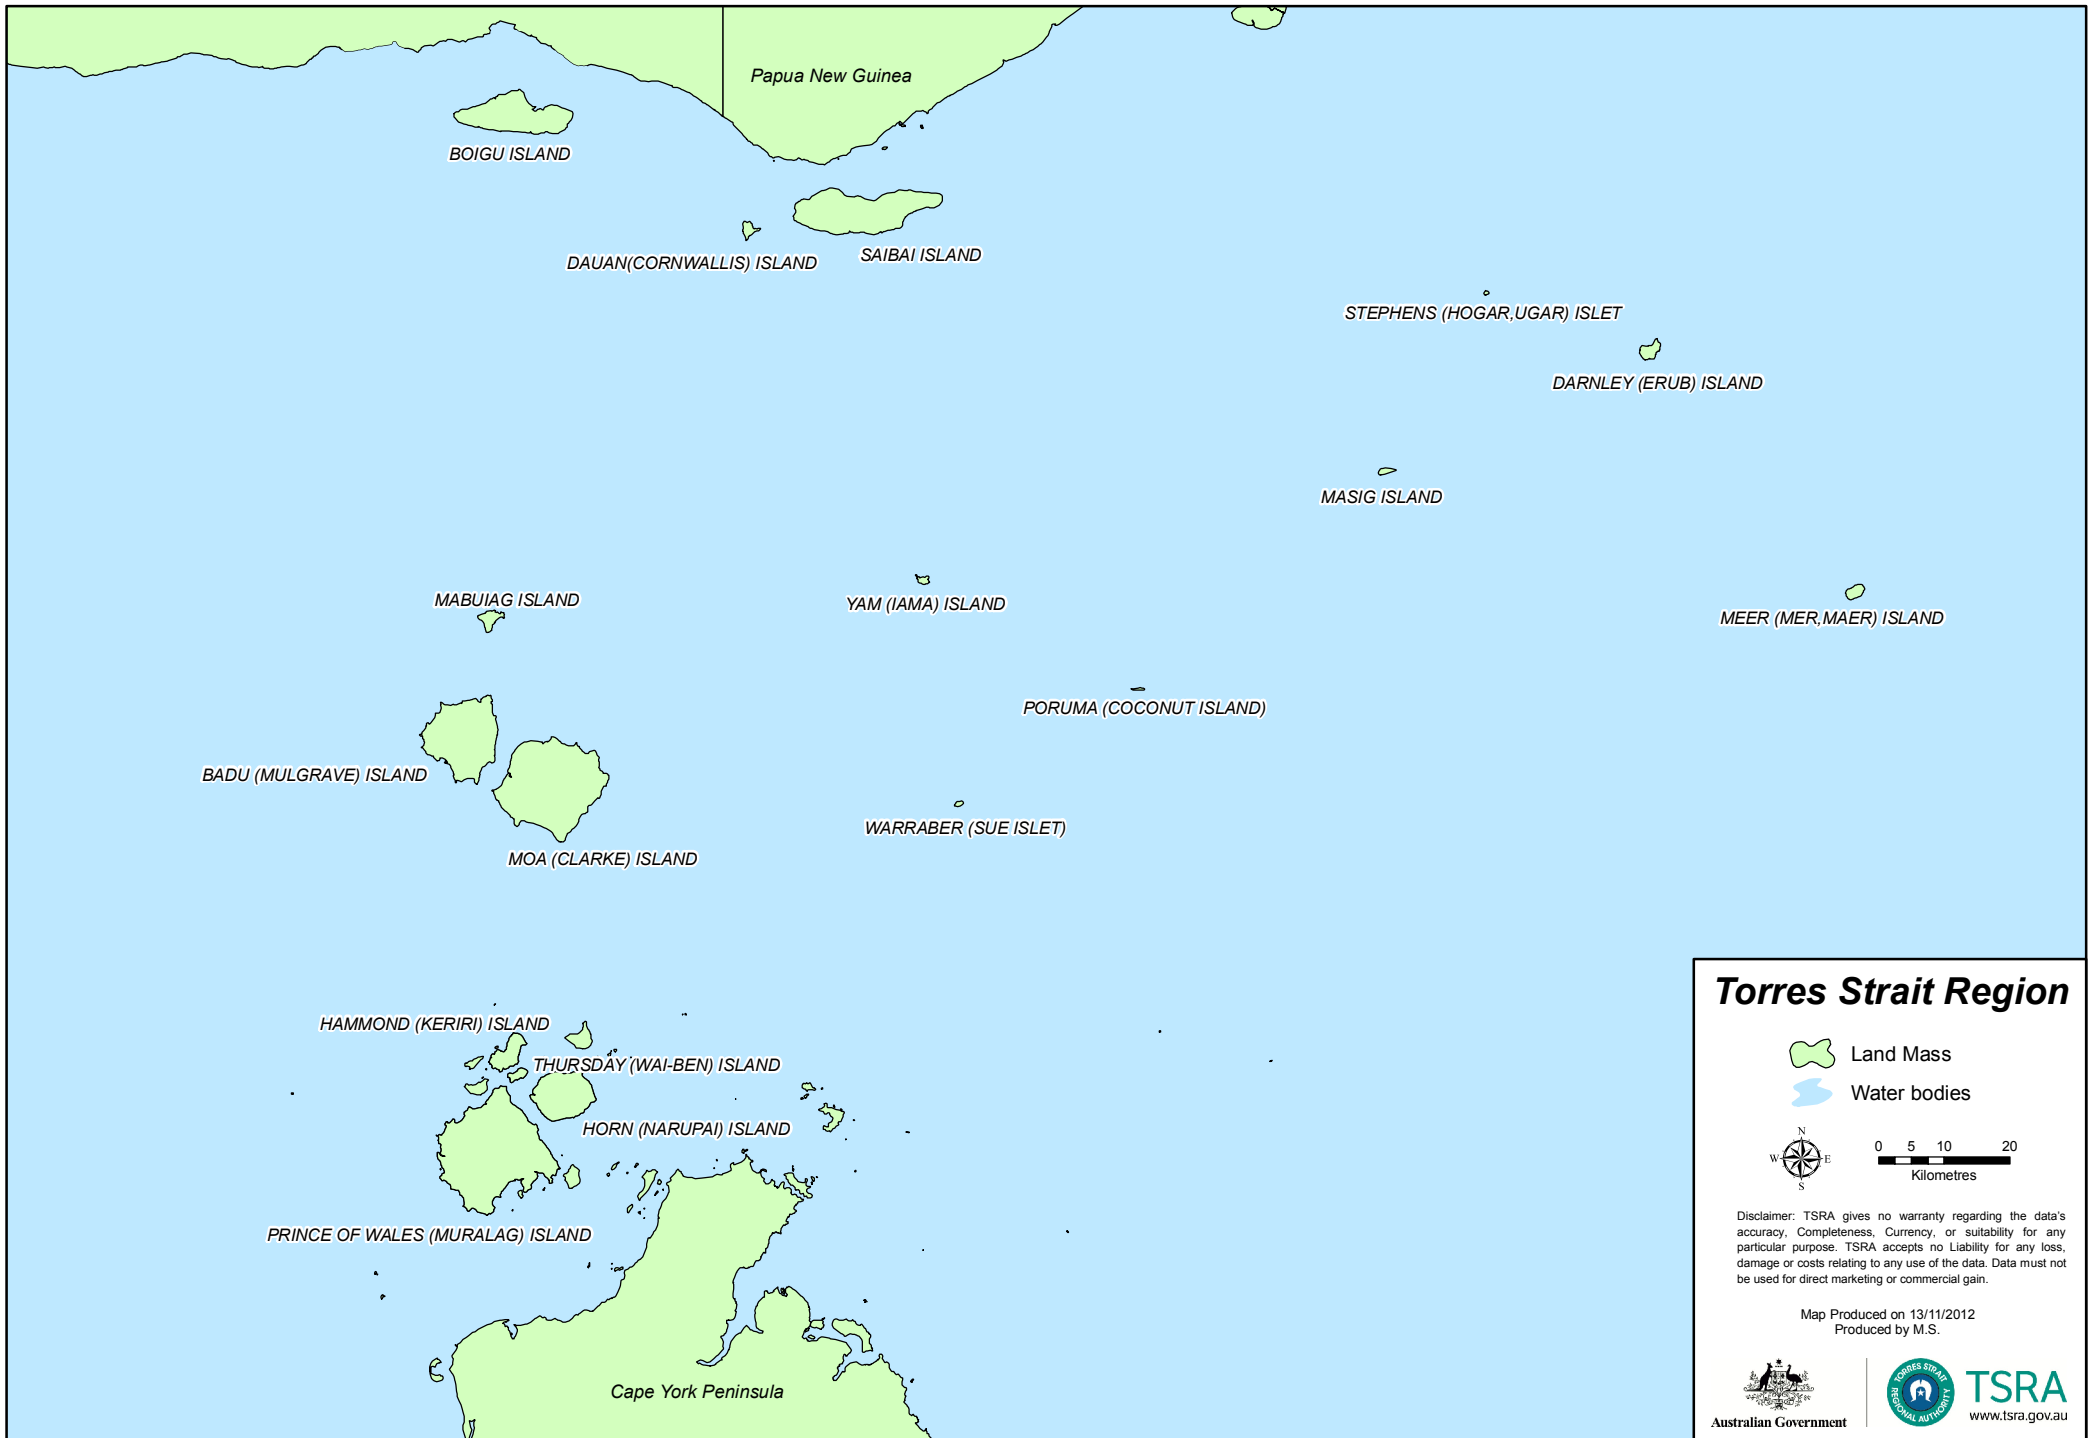 Papua New Guinea
BOIGU ISLAND
SAIBAI ISLAND
DAUAN(CORNWALLIS) ISLAND
STEPHENS (HOGAR,UGAR) ISLET
DARNLEY (ERUB) ISLAND
MASIG ISLAND
MABUIAG ISLAND
YAM (IAMA) ISLAND
MEER (MER,MAER) ISLAND
PORUMA (COCONUT ISLAND)
BADU (MULGRAVE) ISLAND
WARRABER (SUE ISLET)
MOA (CLARKE) ISLAND
HAMMOND (KERIRI) ISLAND
THURSDAY (WAI-BEN) ISLAND
HORN (NARUPAI) ISLAND
PRINCE OF WALES (MURALAG) ISLAND
Cape York Peninsula
Torres Strait Region
Land Mass
Water bodies
N
W E
S
0 5 10 20
Kilometres
Disclaimer: TSRA gives no warranty regarding the data's
accuracy, Completeness, Currency, or suitability for any
particular purpose. TSRA accepts no Liability for any loss,
damage or costs relating to any use of the data. Data must not
be used for direct marketing or commercial gain.
Map Produced on 13/11/2012
Produced by M.S.
Australian Government
TORRES STRAIT
REGIONAL AUTHORITY
TSRA
www.tsra.gov.au